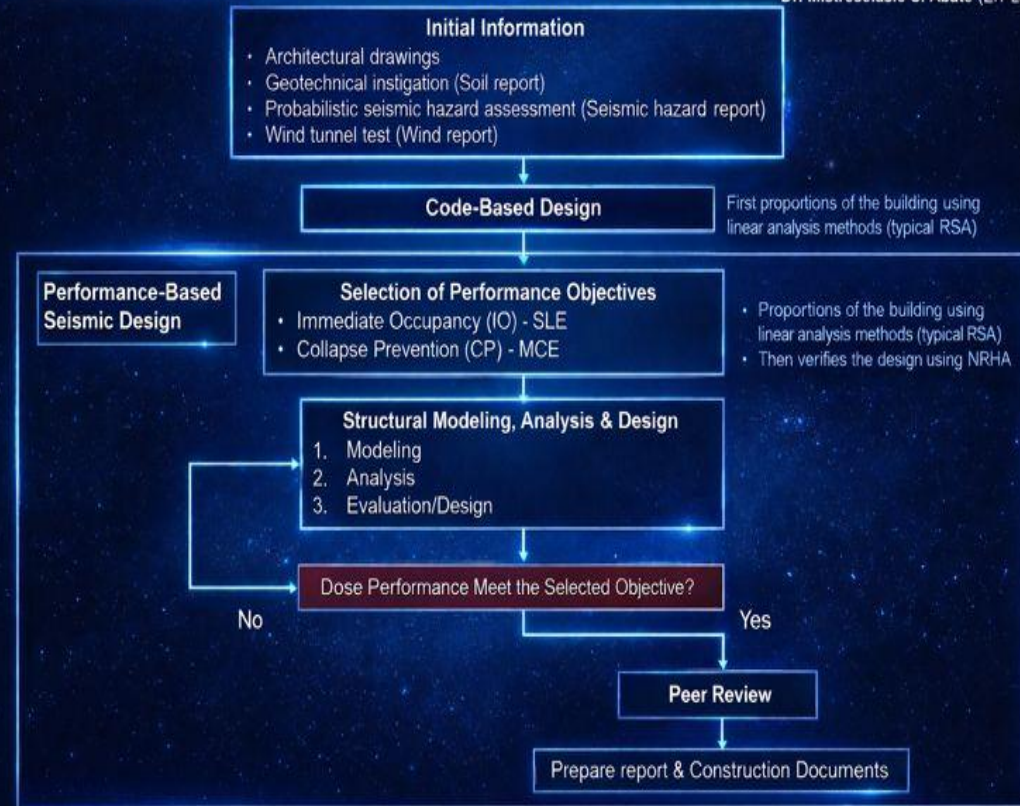 Initial Information
• Architectural drawings
• Geotechnical instigation (Soil report)
• Probabilistic seismic hazard assessment (Seismic hazard report)
• Wind tunnel test (Wind report)
Code-Based Design
First proportions of the building using
linear analysis methods (typical RSA)
Performance-Based
Seismic Design
Selection of Performance Objectives
• Immediate Occupancy (IO) - SLE
• Collapse Prevention (CP) - MCE
• Proportions of the building using
linear analysis methods (typical RSA)
• Then verifies the design using NRHA
Structural Modeling, Analysis & Design
1. Modeling
2. Analysis
3. Evaluation/Design
Dose Performance Meet the Selected Objective?
No
Yes
Peer Review
Prepare report & Construction Documents